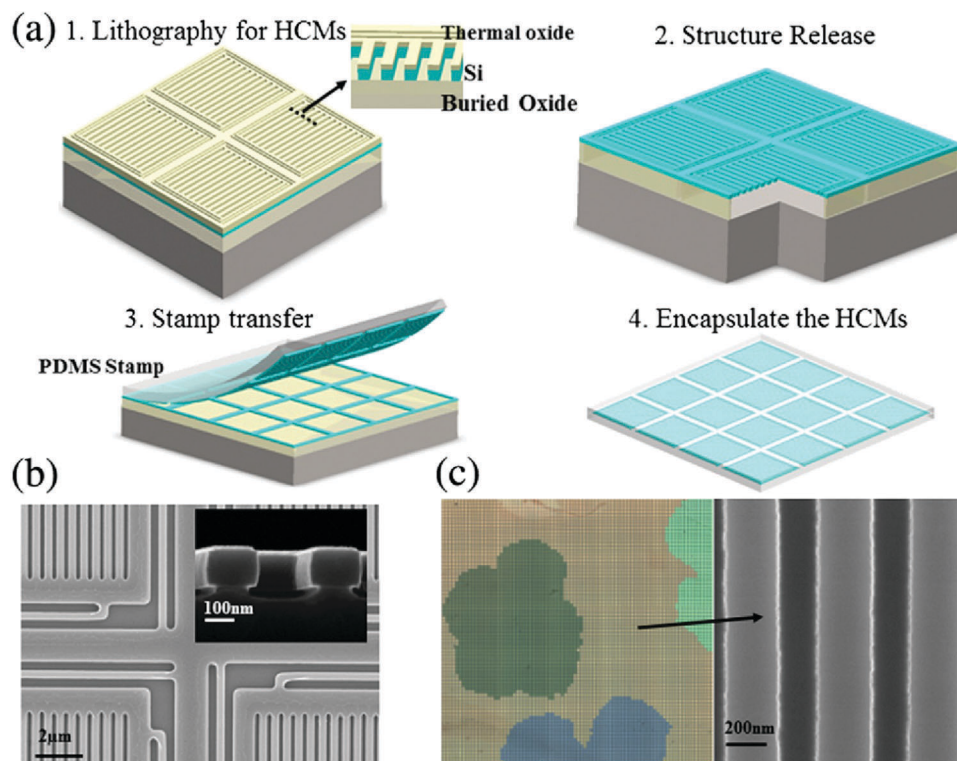 (a)
1. Lithography for HCMs
Thermal oxide
Si
Buried Oxide
2. Structure Release
3. Stamp transfer
PDMS Stamp
4. Encapsulate the HCMs
(b)
100nm
2μm
(c)
200nm